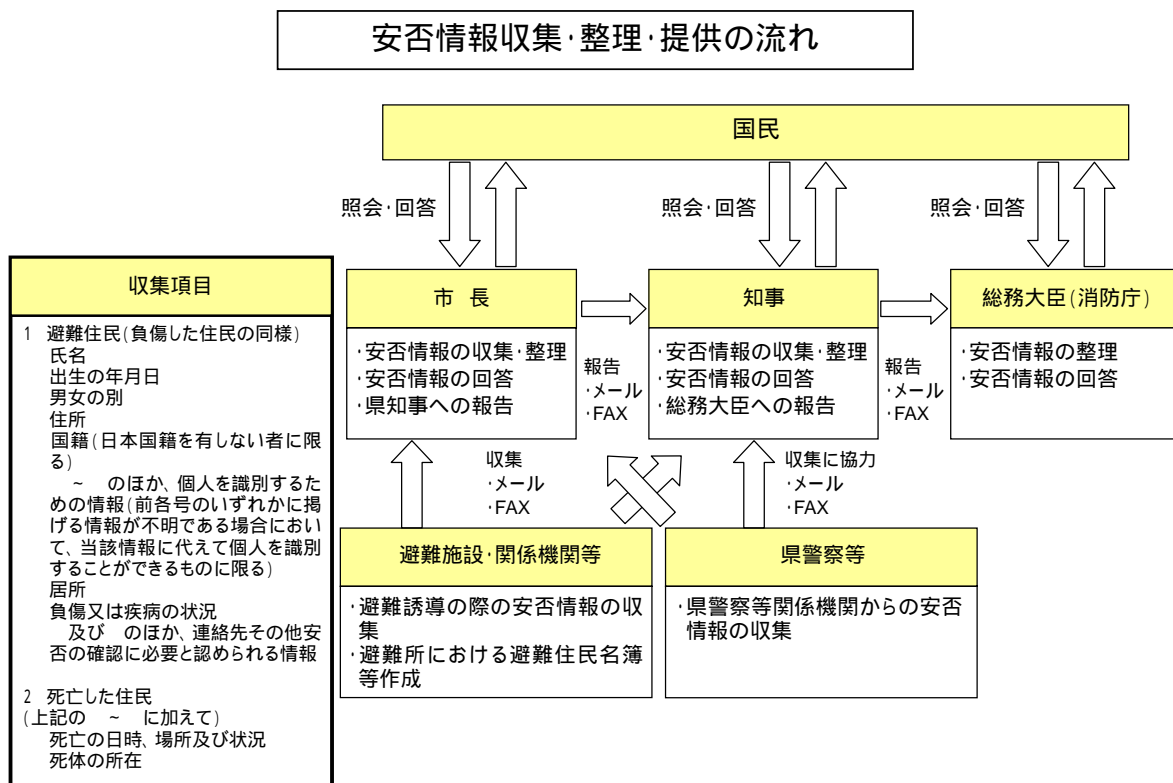 安否情報収集・整理・提供の流れ
国民
照会・回答
照会・回答
照会・回答
収集項目
1 避難住民(負傷した住民の同様)
氏名
出生の年月日
男女の別
住所
国籍(日本国籍を有しない者に限
る)
~ のほか、個人を識別するた
めの情報(前各号のいずれかに掲
げる情報が不明である場合におい
て、当該情報に代えて個人を識別
することができるものに限る)
居所
負傷又は疾病の状況
及び のほか、連絡先その他安
否の確認に必要と認められる情報
2 死亡した住民
(上記の ~ に加えて)
死亡の日時、場所及び状況
死体の所在
市 長
・安否情報の収集・整理
・安否情報の回答
・県知事への報告
報告
・メール
・FAX
知事
・安否情報の収集・整理
・安否情報の回答
・総務大臣への報告
報告
・メール
・FAX
総務大臣(消防庁)
・安否情報の整理
・安否情報の回答
収集
・メール
・FAX
収集に協力
・メール
・FAX
避難施設・関係機関等
・避難誘導の際の安否情報の収
集
・避難所における避難住民名簿
等作成
県警察等
・県警察等関係機関からの安否
情報の収集